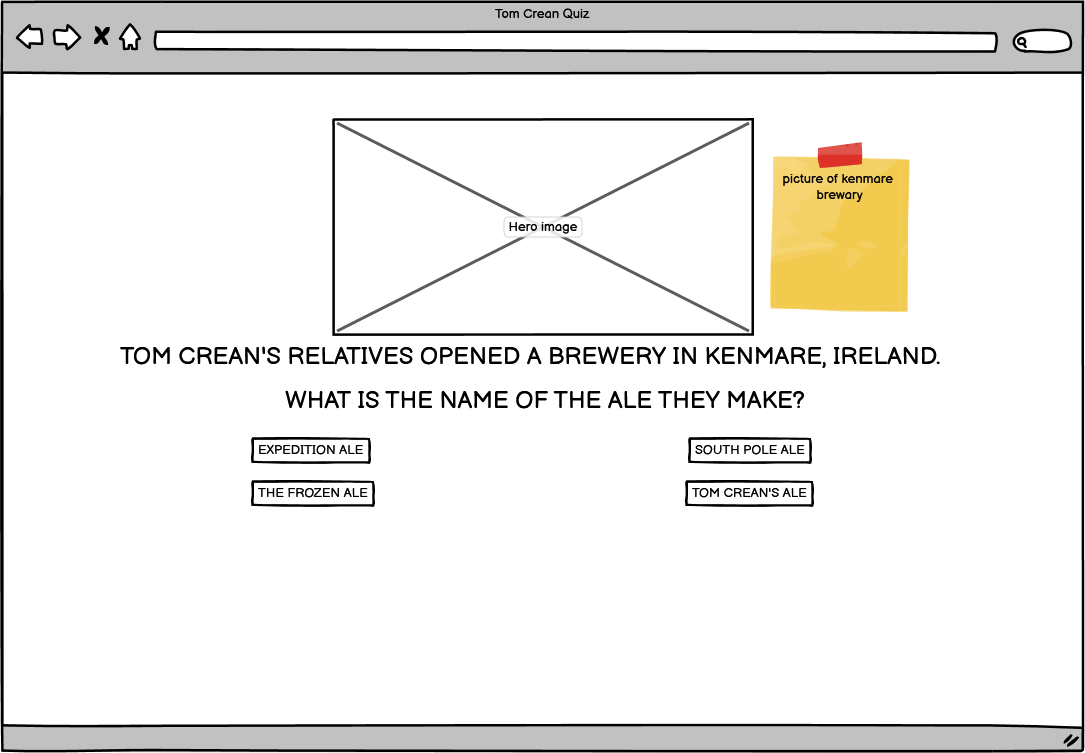 Tom Crean Quiz
Hero image
picture of kenmare
brewary
TOM CREAN'S RELATIVES OPENED A BREWERY IN KENMARE, IRELAND.
WHAT IS THE NAME OF THE ALE THEY MAKE?
EXPEDITION ALE
SOUTH POLE ALE
THE FROZEN ALE
TOM CREAN'S ALE